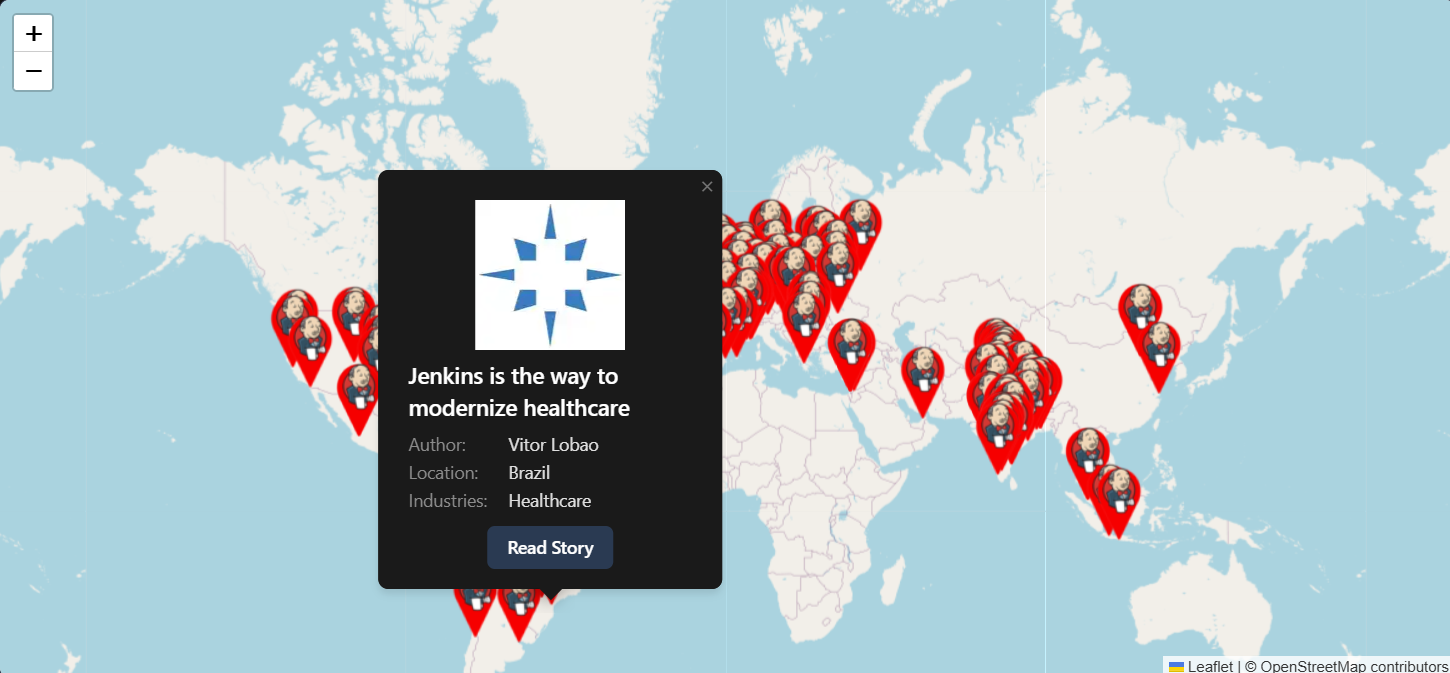 +
−
×
Jenkins is the way to
modernize healthcare
Author: Vitor Lobao
Location: Brazil
Industries: Healthcare
Read Story
Leaflet | © OpenStreetMap contributors